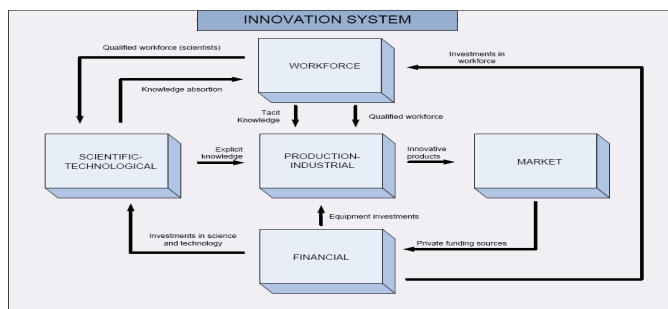 INNOVATION SYSTEM
Qualified workforce (scientists)
Investments in
workforce
WORKFORCE
Knowledge absortion
Tacit
Knowledge
Qualified workforce
SCIENTIFIC-
TECHNOLOGICAL
Explicit
knowledge
PRODUCTION-
INDUSTRIAL
Innovative
products
MARKET
Equipment investments
Investments in science
and technology
FINANCIAL
Private funding sources